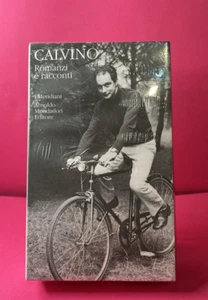 CALVINO
Romanzi
e racconti
I Meridiani
Arnoldo
Mondadori
Editore